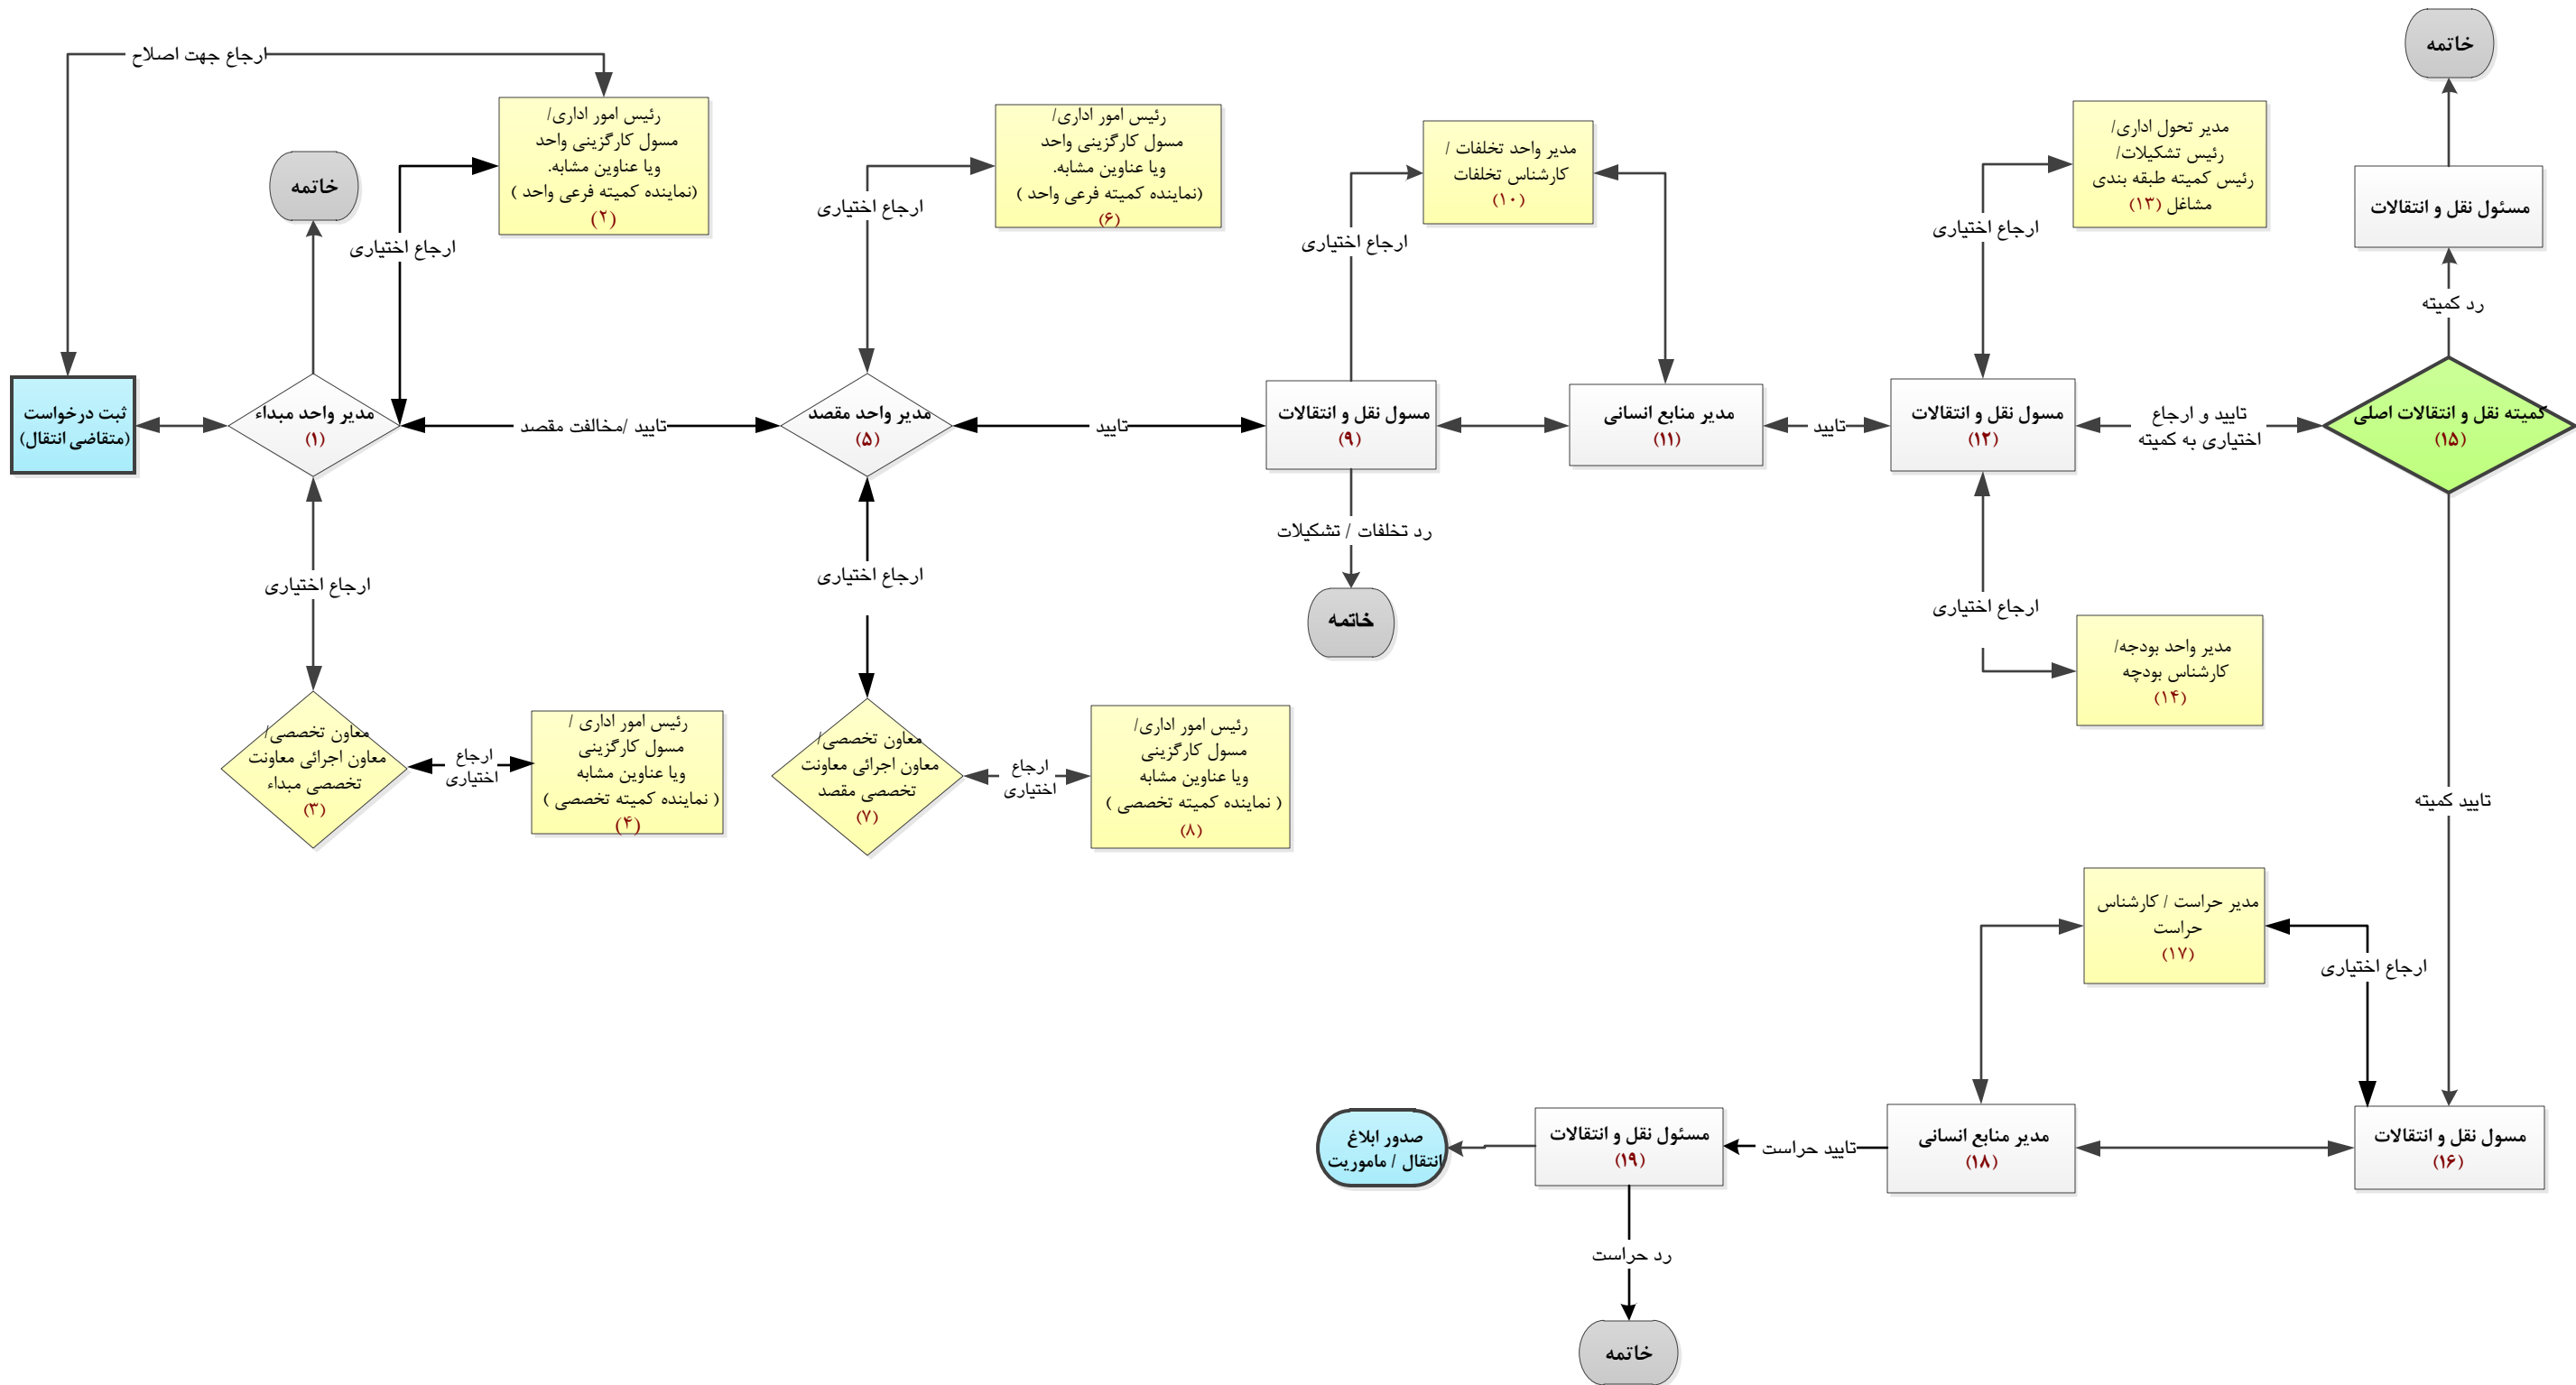 ارجاع جهت اصلاح
ثبت درخواست
(متقاضی انتقال)
خاتمه
مدیر واحد مبداء
(۱)
ارجاع اختیاری
رئیس امور اداری/
مسول کارگزینی واحد
ویا عناوین مشابه.
(نماینده کمیته فرعی واحد )
(۲)
ارجاع اختیاری
معاون تخصصی/
معاون اجرائی معاونت
تخصصی مبداء
(۳)
ارجاع
اختیاری
رئیس امور اداری /
مسول کارگزینی
ویا عناوین مشابه
( نماینده کمیته تخصصی )
(۴)
تایید /مخالفت مقصد
مدیر واحد مقصد
(۵)
ارجاع اختیاری
رئیس امور اداری/
مسول کارگزینی واحد
ویا عناوین مشابه.
(نماینده کمیته فرعی واحد )
(۶)
ارجاع اختیاری
معاون تخصصی/
معاون اجرائی معاونت
تخصصی مقصد
(۷)
ارجاع
اختیاری
رئیس امور اداری/
مسول کارگزینی
ویا عناوین مشابه
( نماینده کمیته تخصصی )
(۸)
تایید
مسول نقل و انتقالات
(۹)
ارجاع اختیاری
مدیر واحد تخلفات /
کارشناس تخلفات
(۱۰)
رد تخلفات / تشکیلات
خاتمه
مدیر منابع انسانی
(۱۱)
تایید
مسول نقل و انتقالات
(۱۲)
ارجاع اختیاری
مدیر تحول اداری/
رئیس تشکیلات/
رئیس کمیته طبقه بندی
مشاغل (۱۳)
ارجاع اختیاری
مدیر واحد بودجه/
کارشناس بودچه
(۱۴)
تایید و ارجاع
اختیاری به کمیته
کمیته نقل و انتقالات اصلی
(۱۵)
رد کمیته
مسئول نقل و انتقالات
خاتمه
تایید کمیته
مسول نقل و انتقالات
(۱۶)
ارجاع اختیاری
مدیر حراست / کارشناس
حراست
(۱۷)
مدیر منابع انسانی
(۱۸)
تایید حراست
مسئول نقل و انتقالات
(۱۹)
صدور ابلاغ
انتقال / ماموریت
رد حراست
خاتمه